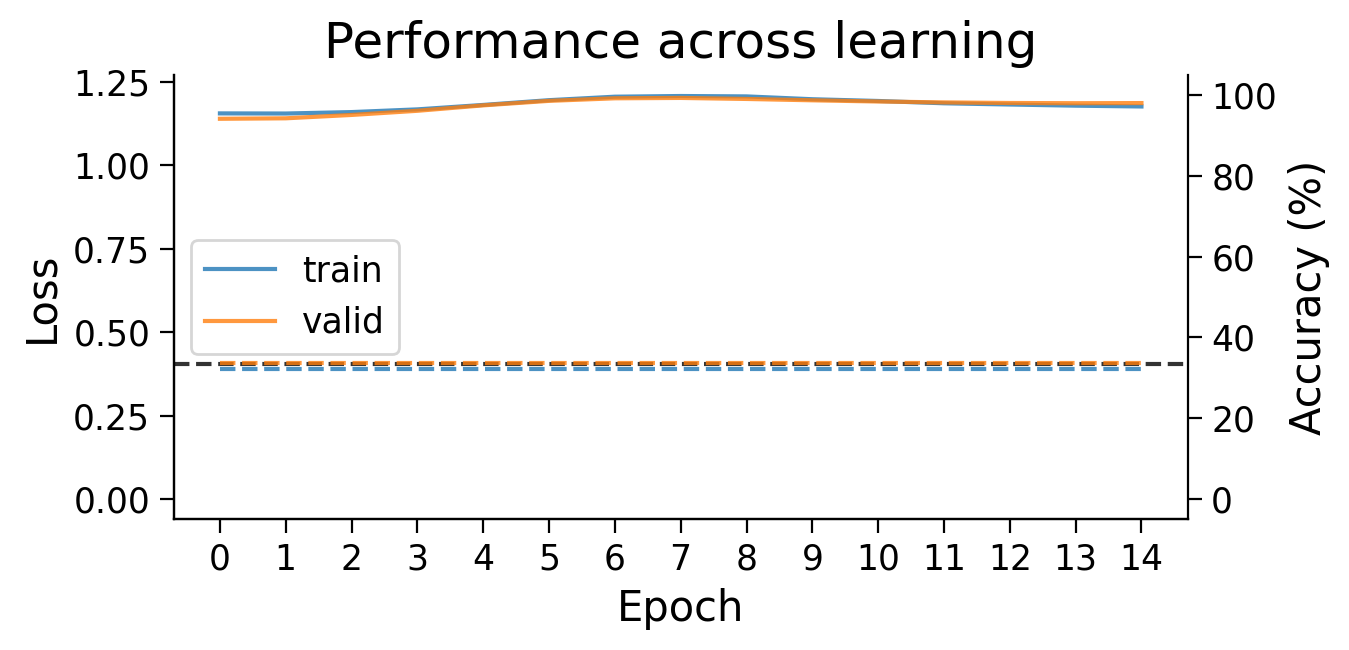 Performance across learning
Loss
1.25
1.00
0.75
0.50
0.25
0.00
train
valid
100
80
60
40
20
0
Accuracy (%)
0 1 2 3 4 5 6 7 8 9 10 11 12 13 14
Epoch